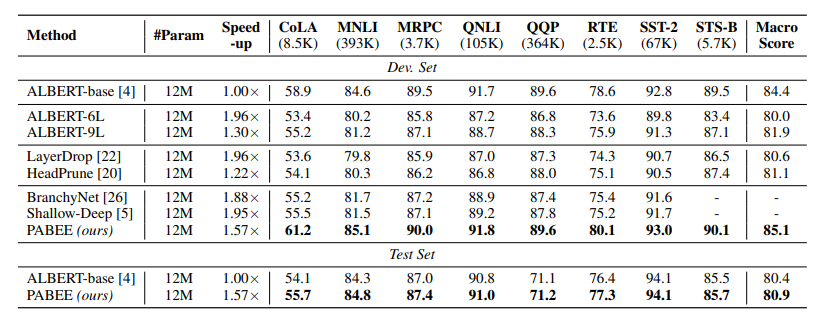 Method #Param Speed-up CoLA (8.5K) MNLI (393K) MRPC (3.7K) QNLI (105K) QQP (364K) RTE (2.5K) SST-2 (67K) STS-B (5.7K) Macro Score
Dev. Set
ALBERT-base [4] 12M 1.00× 58.9 84.6 89.5 91.7 89.6 78.6 92.8 89.5 84.4
ALBERT-6L 12M 1.96× 53.4 80.2 85.8 87.2 86.8 73.6 89.8 83.4 80.0
ALBERT-9L 12M 1.30× 55.2 81.2 87.1 88.7 88.3 75.9 91.3 87.1 81.9
LayerDrop [22] 12M 1.96× 53.6 79.8 85.9 87.0 87.3 74.3 90.7 86.5 80.6
HeadPrune [20] 12M 1.22× 54.1 80.3 86.2 86.8 88.0 75.1 90.5 87.4 81.1
BranchyNet [26] 12M 1.88× 55.2 81.7 87.2 88.9 87.4 75.4 91.6 - -
Shallow-Deep [5] 12M 1.95× 55.5 81.5 87.1 89.2 87.8 75.2 91.7 - -
PABEE (ours) 12M 1.57× 61.2 85.1 90.0 91.8 89.6 80.1 93.0 90.1 85.1
Test Set
ALBERT-base [4] 12M 1.00× 54.1 84.3 87.0 90.8 71.1 76.4 94.1 85.5 80.4
PABEE (ours) 12M 1.57× 55.7 84.8 87.4 91.0 71.2 77.3 94.1 85.7 80.9